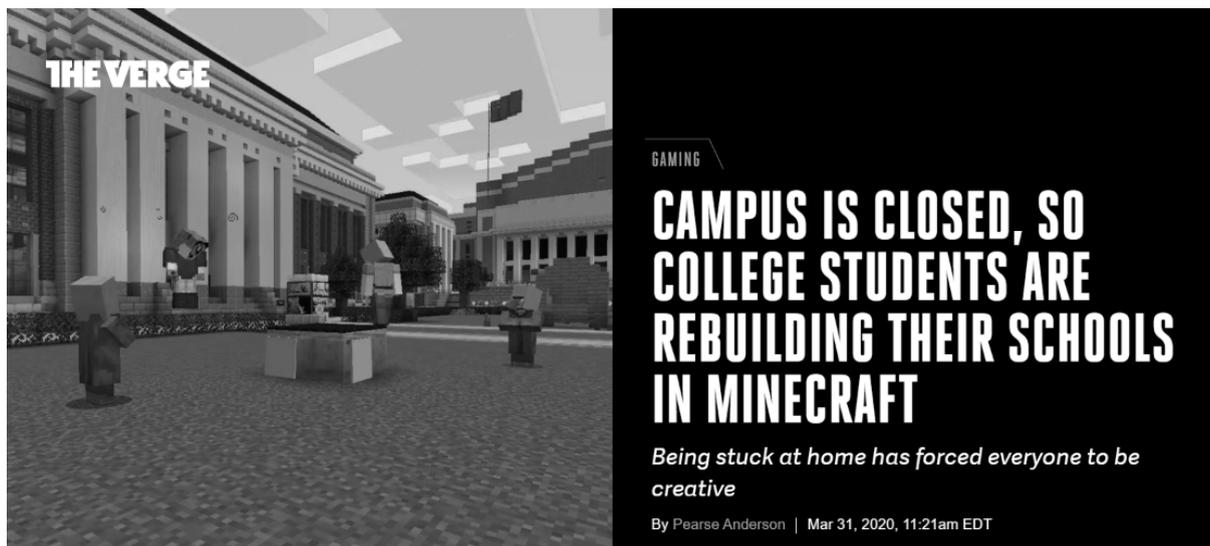 THE VERGE
GAMING
CAMPUS IS CLOSED, SO
COLLEGE STUDENTS ARE
REBUILDING THEIR SCHOOLS
IN MINECRAFT
Being stuck at home has forced everyone to be
creative
By Pearse Anderson | Mar 31, 2020, 11:21am EDT